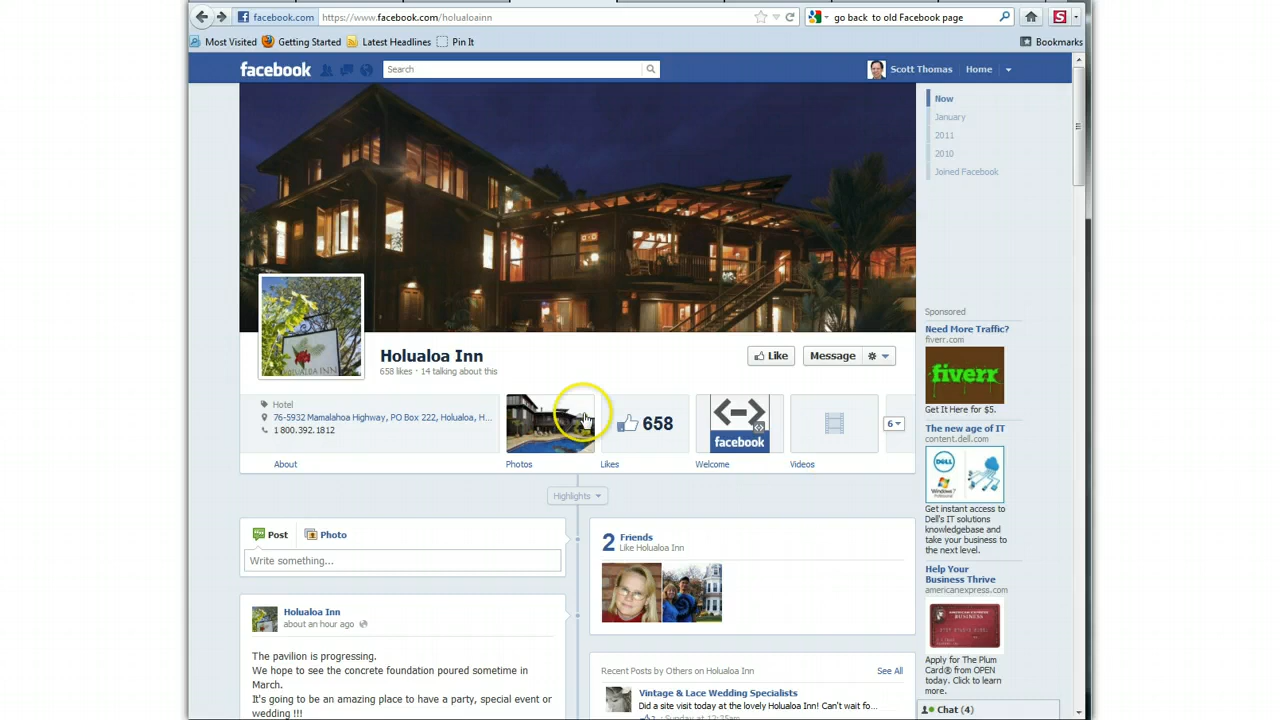 facebook.com https://www.facebook.com/holualoainn go back to old Facebook page
Most Visited Getting Started Latest Headlines Pin It Bookmarks
facebook Search Scott Thomas Home
Now
January
2011
2010
Joined Facebook
HOLUALOA INN
Holualoa Inn
658 likes · 14 talking about this
Like Message
Hotel
76-5932 Mamalahoa Highway, PO Box 222, Holualoa, H...
1 800.392.1812
658
facebook
6
About Photos Likes Welcome Videos
Highlights
Post Photo
Write something...
2 Friends
Like Holualoa Inn
Holualoa Inn
about an hour ago
The pavilion is progressing.
We hope to see the concrete foundation poured sometime in
March.
It's going to be an amazing place to have a party, special event or
wedding !!!
Recent Posts by Others on Holualoa Inn See All
Vintage & Lace Wedding Specialists
Did a site visit today at the lovely Holualoa Inn! Can't wait fo...
Sponsored
Need More Traffic?
fiverr.com
fiverr
Get It Here for $5.
The new age of IT
content.dell.com
DELL
Windows 7
Get instant access to
Dell's IT solutions
knowledgebase and
take your business to
the next level.
Help Your
Business Thrive
americanexpress.com
BUSINESS
Apply for The Plum
Card® from OPEN
today. Click to learn
more.
Chat (4)